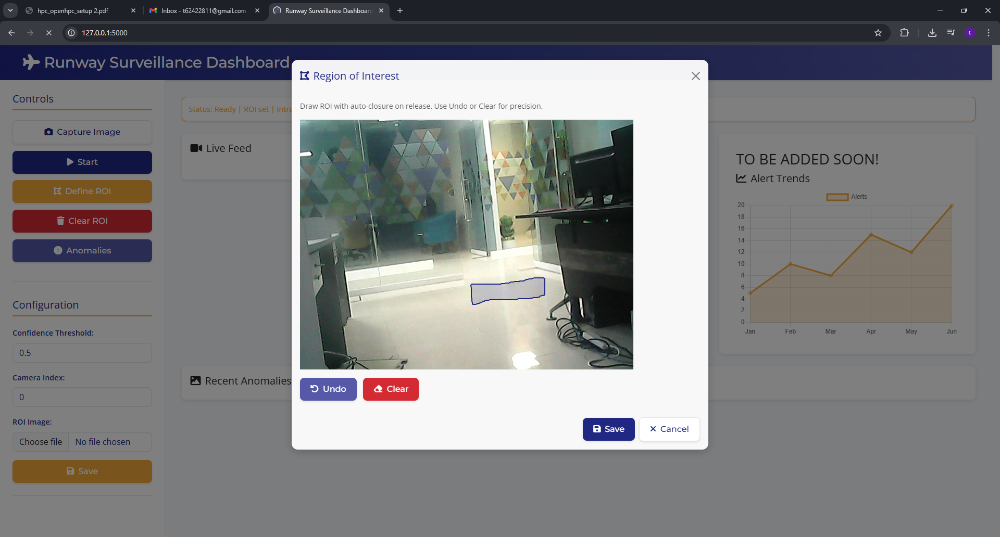 hpc_openhpc_setup 2.pdf
Inbox - t62422811@gmail.com
Runway Surveillance Dashboard
127.0.0.1:5000
t
Runway Surveillance Dashboard
Controls
Capture Image
Start
Define ROI
Clear ROI
Anomalies
Configuration
Confidence Threshold:
0.5
Camera Index:
0
ROI Image:
Choose file No file chosen
Save
Status: Ready | ROI set |
Live Feed
Recent Anomalies
Region of Interest
Draw ROI with auto-closure on release. Use Undo or Clear for precision.
Undo
Clear
Save
Cancel
TO BE ADDED SOON!
Alert Trends
Alerts
20
18
16
14
12
10
8
6
4
2
0
Jan Feb Mar Apr May Jun